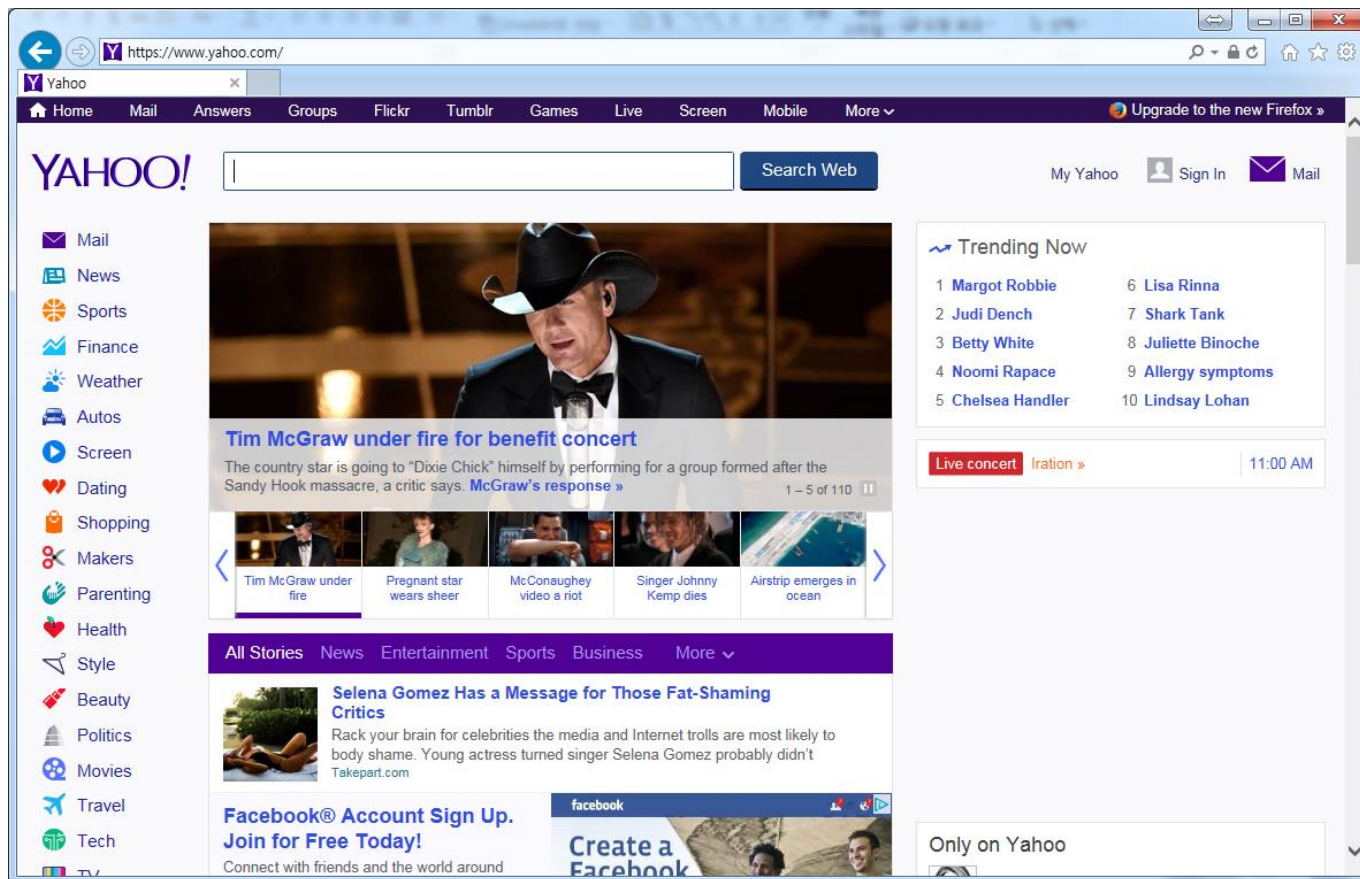 https://www.yahoo.com/
Yahoo
Home Mail Answers Groups Flickr Tumblr Games Live Screen Mobile More Upgrade to the new Firefox »
YAHOO!
Search Web
My Yahoo Sign In Mail
Mail
News
Sports
Finance
Weather
Autos
Screen
Dating
Shopping
Makers
Parenting
Health
Style
Beauty
Politics
Movies
Travel
Tech
TV
Tim McGraw under fire for benefit concert
The country star is going to "Dixie Chick" himself by performing for a group formed after the
Sandy Hook massacre, a critic says. McGraw's response »
1 – 5 of 110
Tim McGraw under
fire
Pregnant star
wears sheer
McConaughey
video a riot
Singer Johnny
Kemp dies
Airstrip emerges in
ocean
All Stories News Entertainment Sports Business More
Selena Gomez Has a Message for Those Fat-Shaming
Critics
Rack your brain for celebrities the media and Internet trolls are most likely to
body shame. Young actress turned singer Selena Gomez probably didn't
Takepart.com
Facebook® Account Sign Up.
Join for Free Today!
Connect with friends and the world around
facebook
Create a
Facebook
Trending Now
1 Margot Robbie
2 Judi Dench
3 Betty White
4 Noomi Rapace
5 Chelsea Handler
6 Lisa Rinna
7 Shark Tank
8 Juliette Binoche
9 Allergy symptoms
10 Lindsay Lohan
Live concert Iration » 11:00 AM
Only on Yahoo